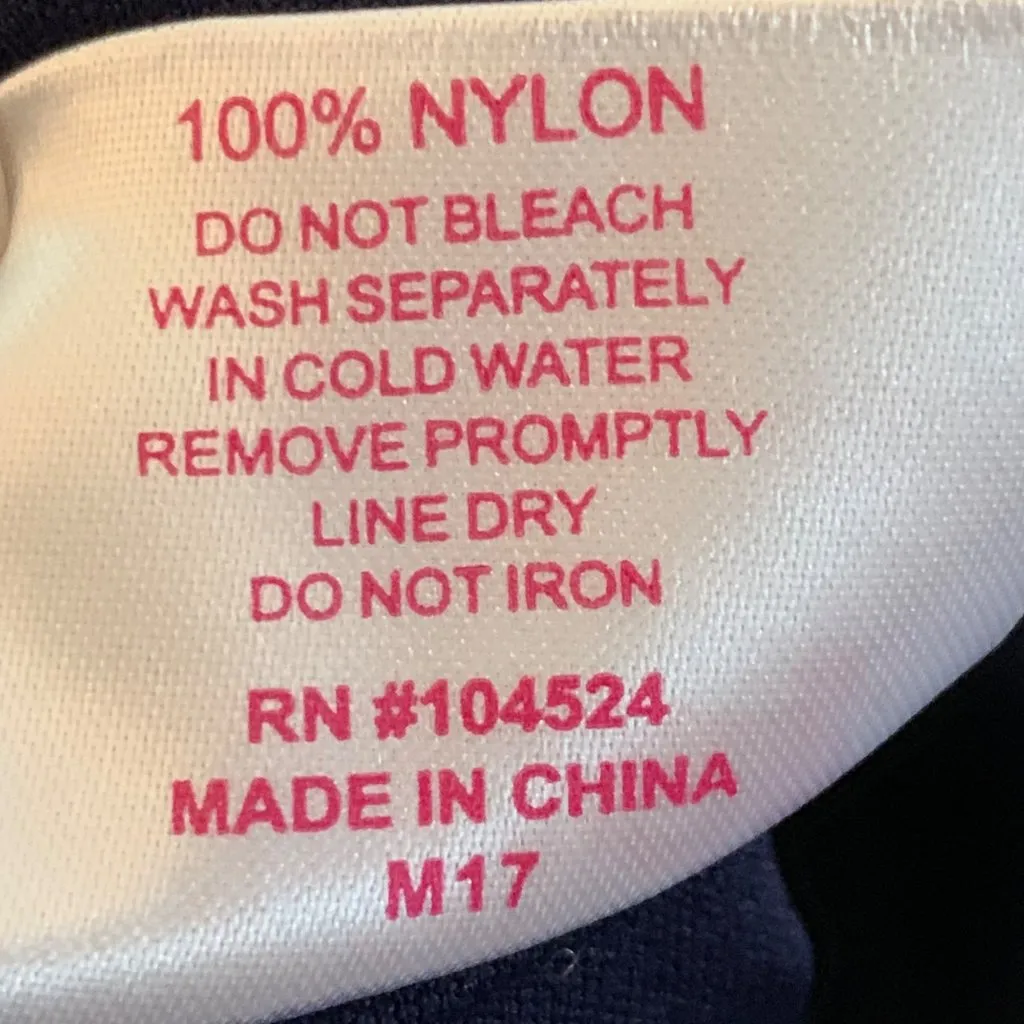 100% NYLON
DO NOT BLEACH
WASH SEPARATELY
IN COLD WATER
REMOVE PROMPTLY
LINE DRY
DO NOT IRON
RN #104524
MADE IN CHINA
M17